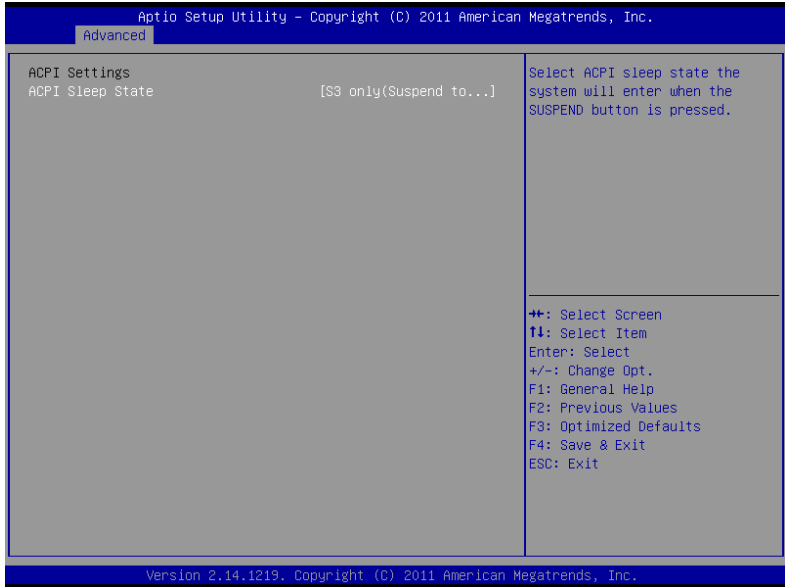 Aptio Setup Utility – Copyright (C) 2011 American Megatrends, Inc.
Advanced
ACPI Settings
ACPI Sleep State [S3 only(Suspend to...]
Select ACPI sleep state the
system will enter when the
SUSPEND button is pressed.
→←: Select Screen
↑↓: Select Item
Enter: Select
+/-: Change Opt.
F1: General Help
F2: Previous Values
F3: Optimized Defaults
F4: Save & Exit
ESC: Exit
Version 2.14.1219. Copyright (C) 2011 American Megatrends, Inc.